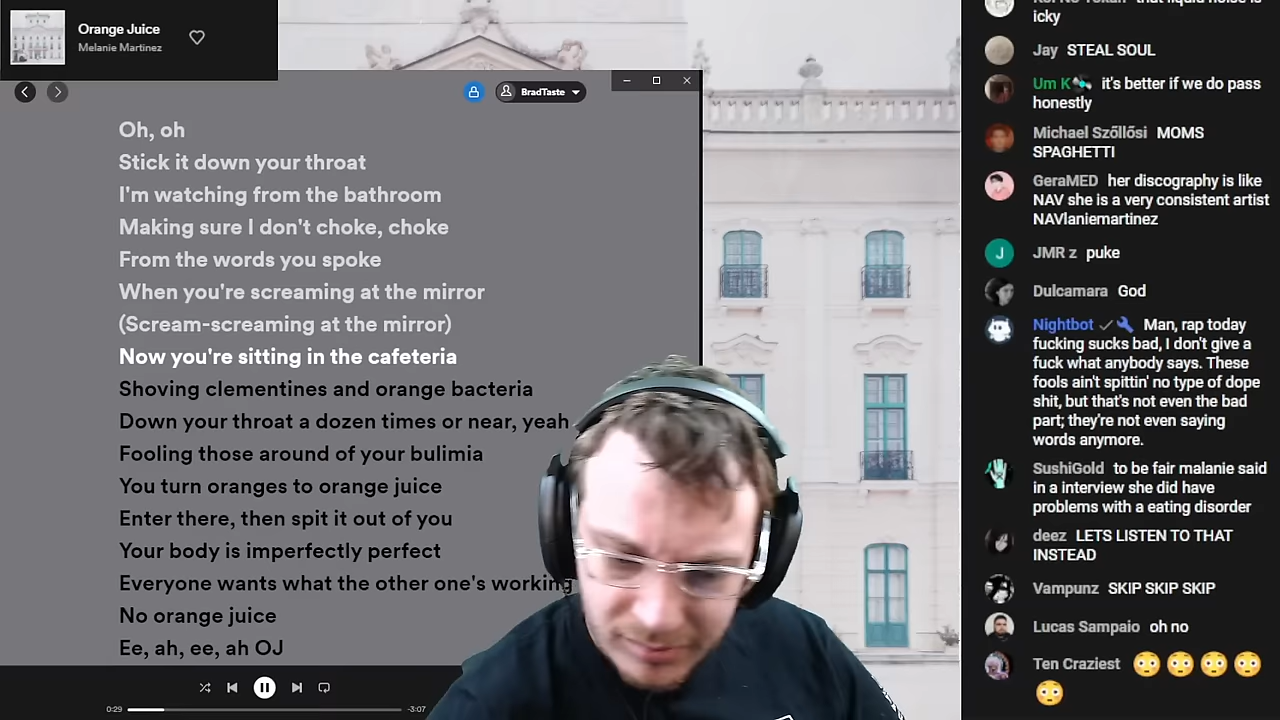 Orange Juice
Melanie Martinez
BradTaste
Oh, oh
Stick it down your throat
I'm watching from the bathroom
Making sure I don't choke, choke
From the words you spoke
When you're screaming at the mirror
(Scream-screaming at the mirror)
Now you're sitting in the cafeteria
Shoving clementines and orange bacteria
Down your throat a dozen times or near, yeah
Fooling those around of your bulimia
You turn oranges to orange juice
Enter there, then spit it out of you
Your body is imperfectly perfect
Everyone wants what the other one's working
No orange juice
Ee, ah, ee, ah OJ
0:29
-3:07
icky
Jay STEAL SOUL
Um K it's better if we do pass
honestly
Michael Szőllősi MOMS
SPAGHETTI
GeraMED her discography is like
NAV she is a very consistent artist
NAVlaniemartinez
J
JMR z puke
Dulcamara God
Nightbot Man, rap today
fucking sucks bad, I don't give a
fuck what anybody says. These
fools ain't spittin' no type of dope
shit, but that's not even the bad
part; they're not even saying
words anymore.
SushiGold to be fair malanie said
in a interview she did have
problems with a eating disorder
deez LETS LISTEN TO THAT
INSTEAD
Vampunz SKIP SKIP SKIP
Lucas Sampaio oh no
Ten Craziest